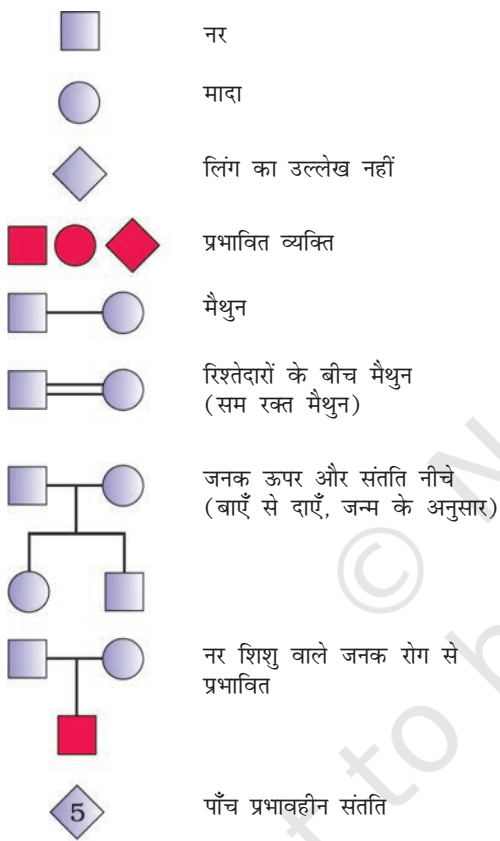 नर
मादा
लिंग का उल्लेख नहीं
प्रभावित व्यक्ति
मैथुन
रिश्तेदारों के बीच मैथुन
(सम रक्त मैथुन)
जनक ऊपर और संतति नीचे
(बाएँ से दाएँ, जन्म के अनुसार)
नर शिशु वाले जनक रोग से
प्रभावित
5 पाँच प्रभावहीन संतति
© N
t to b